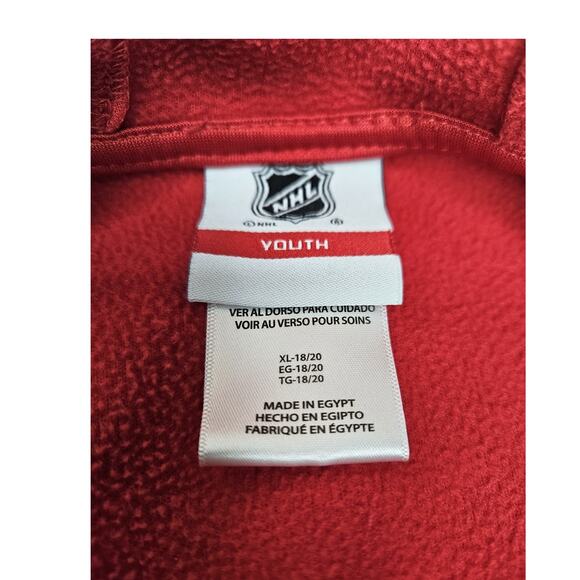 NHL
© NHL ®
YOUTH
VER AL DORSO PARA CUIDADO
VOIR AU VERSO POUR SOINS
XL-18/20
EG-18/20
TG-18/20
MADE IN EGYPT
HECHO EN EGIPTO
FABRIQUÉ EN ÉGYPTE